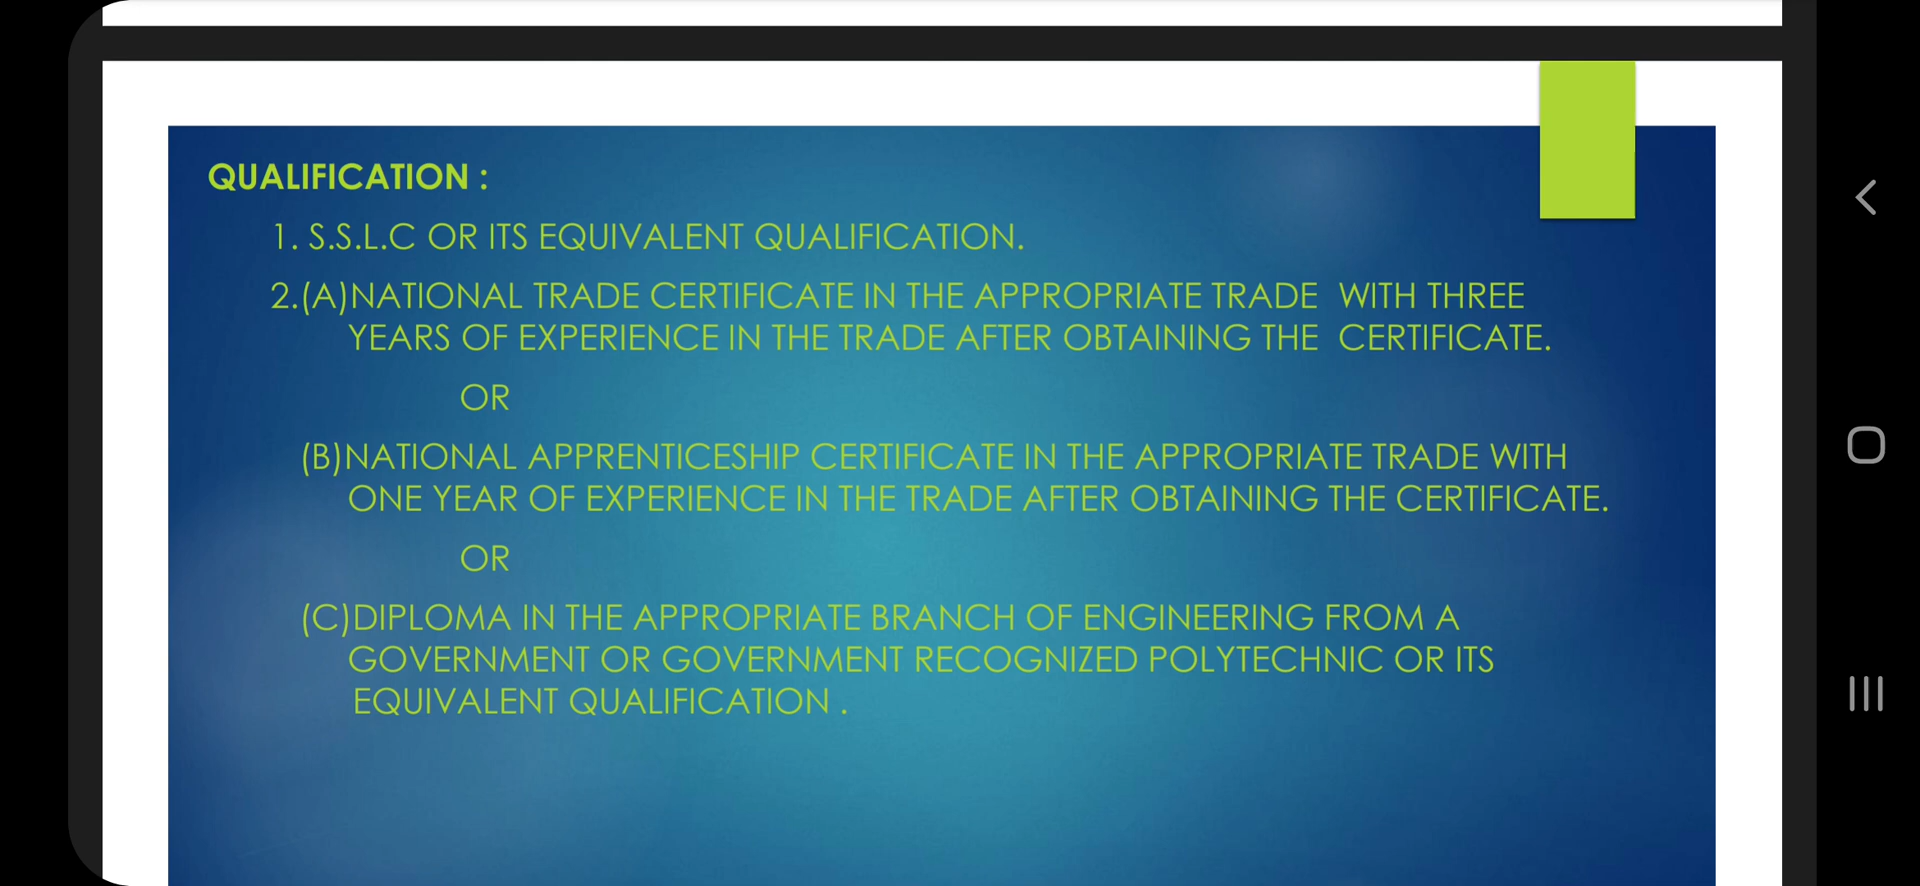 QUALIFICATION :
1. S.S.L.C OR ITS EQUIVALENT QUALIFICATION.
2.(A)NATIONAL TRADE CERTIFICATE IN THE APPROPRIATE TRADE  WITH THREE
YEARS OF EXPERIENCE IN THE TRADE AFTER OBTAINING THE  CERTIFICATE.
OR
(B)NATIONAL APPRENTICESHIP CERTIFICATE IN THE APPROPRIATE TRADE WITH
ONE YEAR OF EXPERIENCE IN THE TRADE AFTER OBTAINING THE CERTIFICATE.
OR
(C)DIPLOMA IN THE APPROPRIATE BRANCH OF ENGINEERING FROM A
GOVERNMENT OR GOVERNMENT RECOGNIZED POLYTECHNIC OR ITS
EQUIVALENT QUALIFICATION .